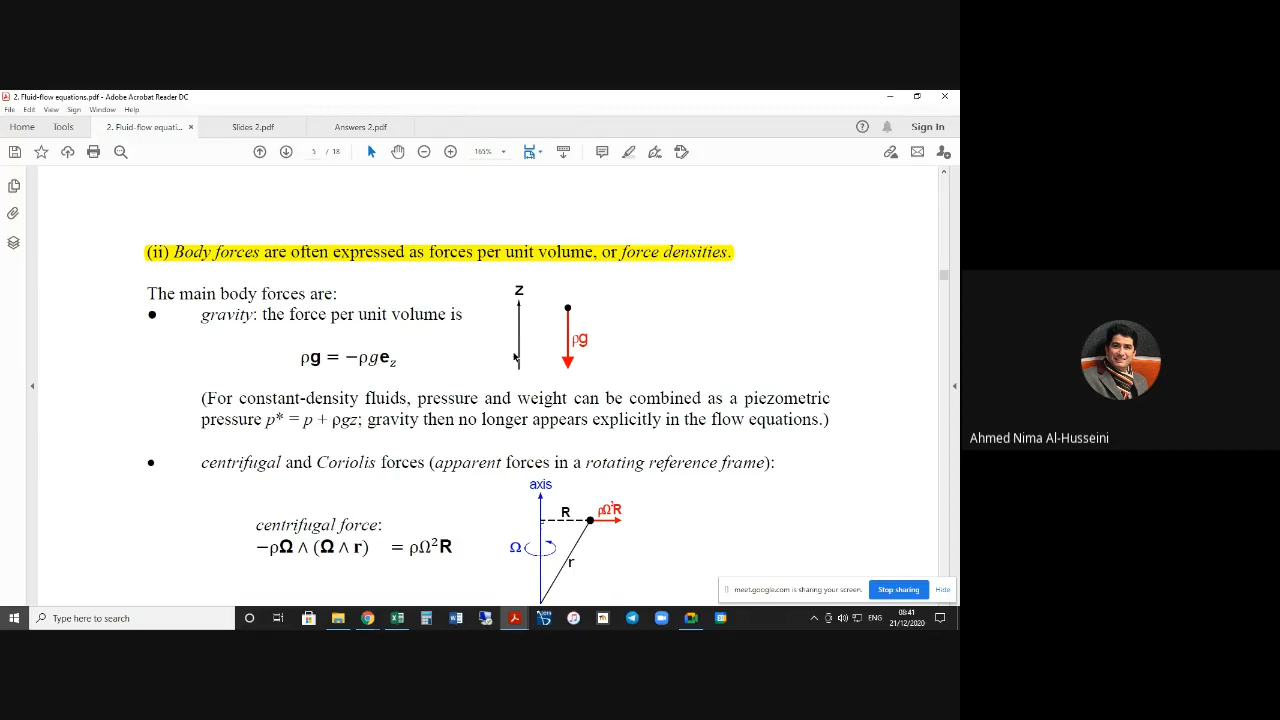 2. Fluid-flow equations.pdf - Adobe Acrobat Reader DC
File Edit View Sign Window Help
Home Tools 2. Fluid-flow equati... × Slides 2.pdf Answers 2.pdf Sign In
5 / 18 165%
(ii) Body forces are often expressed as forces per unit volume, or force densities.
The main body forces are:
• gravity: the force per unit volume is
z
ρg
ρg = −ρge_z
(For constant-density fluids, pressure and weight can be combined as a piezometric
pressure p* = p + ρgz; gravity then no longer appears explicitly in the flow equations.)
• centrifugal and Coriolis forces (apparent forces in a rotating reference frame):
axis
R
ρΩ²R
centrifugal force:
−ρΩ ∧ (Ω ∧ r) = ρΩ²R
Ω
r
meet.google.com is sharing your screen. Stop sharing Hide
Type here to search
ENG
08:41
21/12/2020
Ahmed Nima Al-Husseini